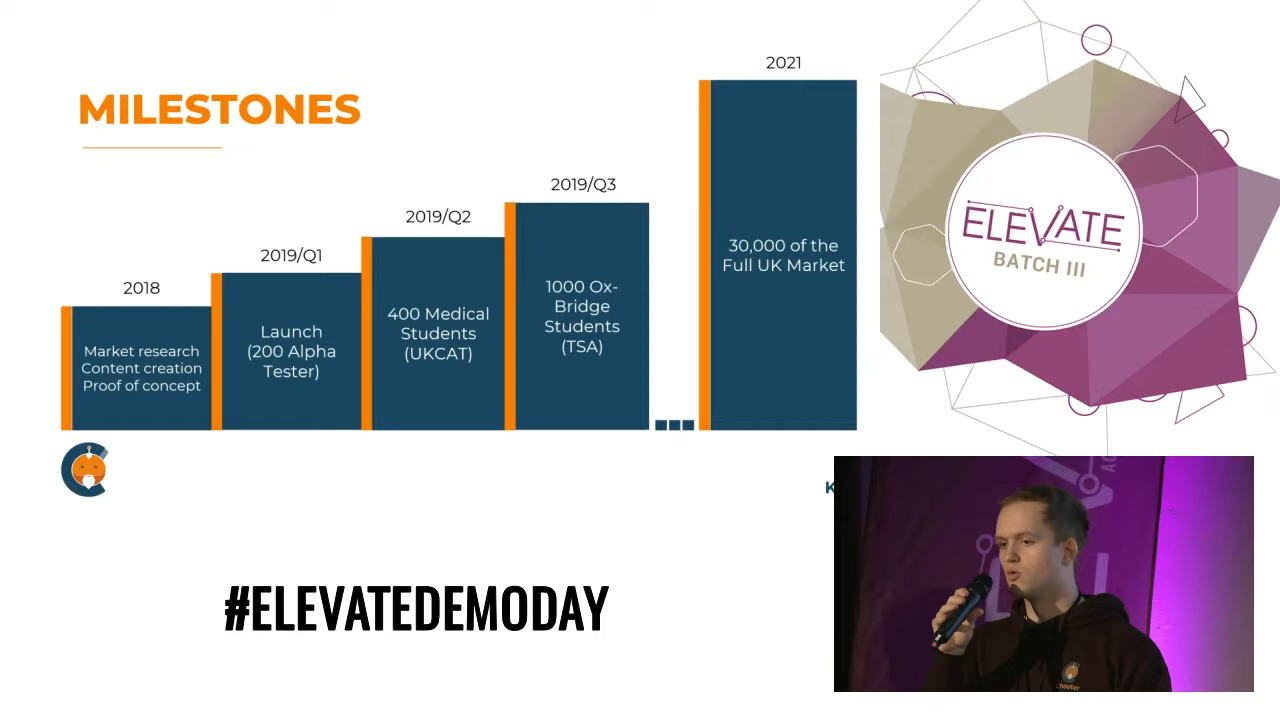 MILESTONES
2018
Market research
Content creation
Proof of concept
2019/Q1
Launch
(200 Alpha
Tester)
2019/Q2
400 Medical
Students
(UKCAT)
2019/Q3
1000 Ox-
Bridge
Students
(TSA)
2021
30,000 of the
Full UK Market
ELEVATE
BATCH III
K
#ELEVATEDEMODAY